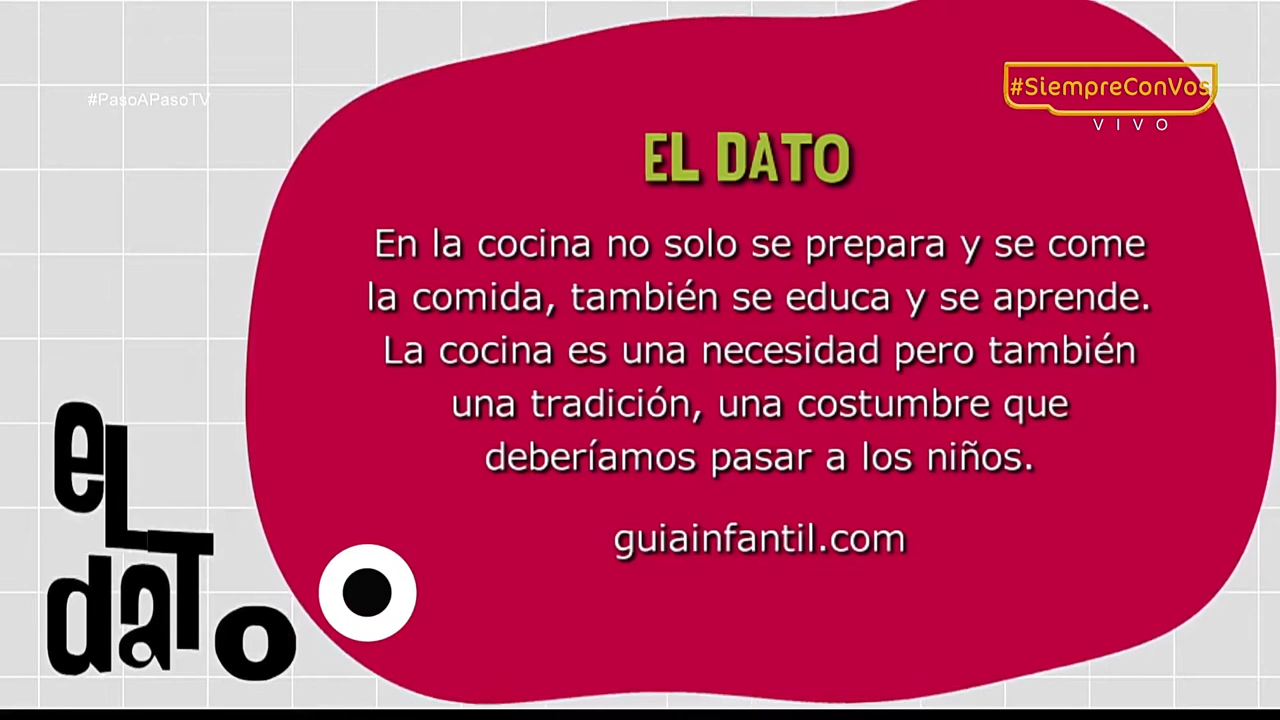 #PasoAPasoTV
#SiempreConVos
VIVO
EL DATO
En la cocina no solo se prepara y se come
la comida, también se educa y se aprende.
La cocina es una necesidad pero también
una tradición, una costumbre que
deberíamos pasar a los niños.
guiainfantil.com
eL
daTo